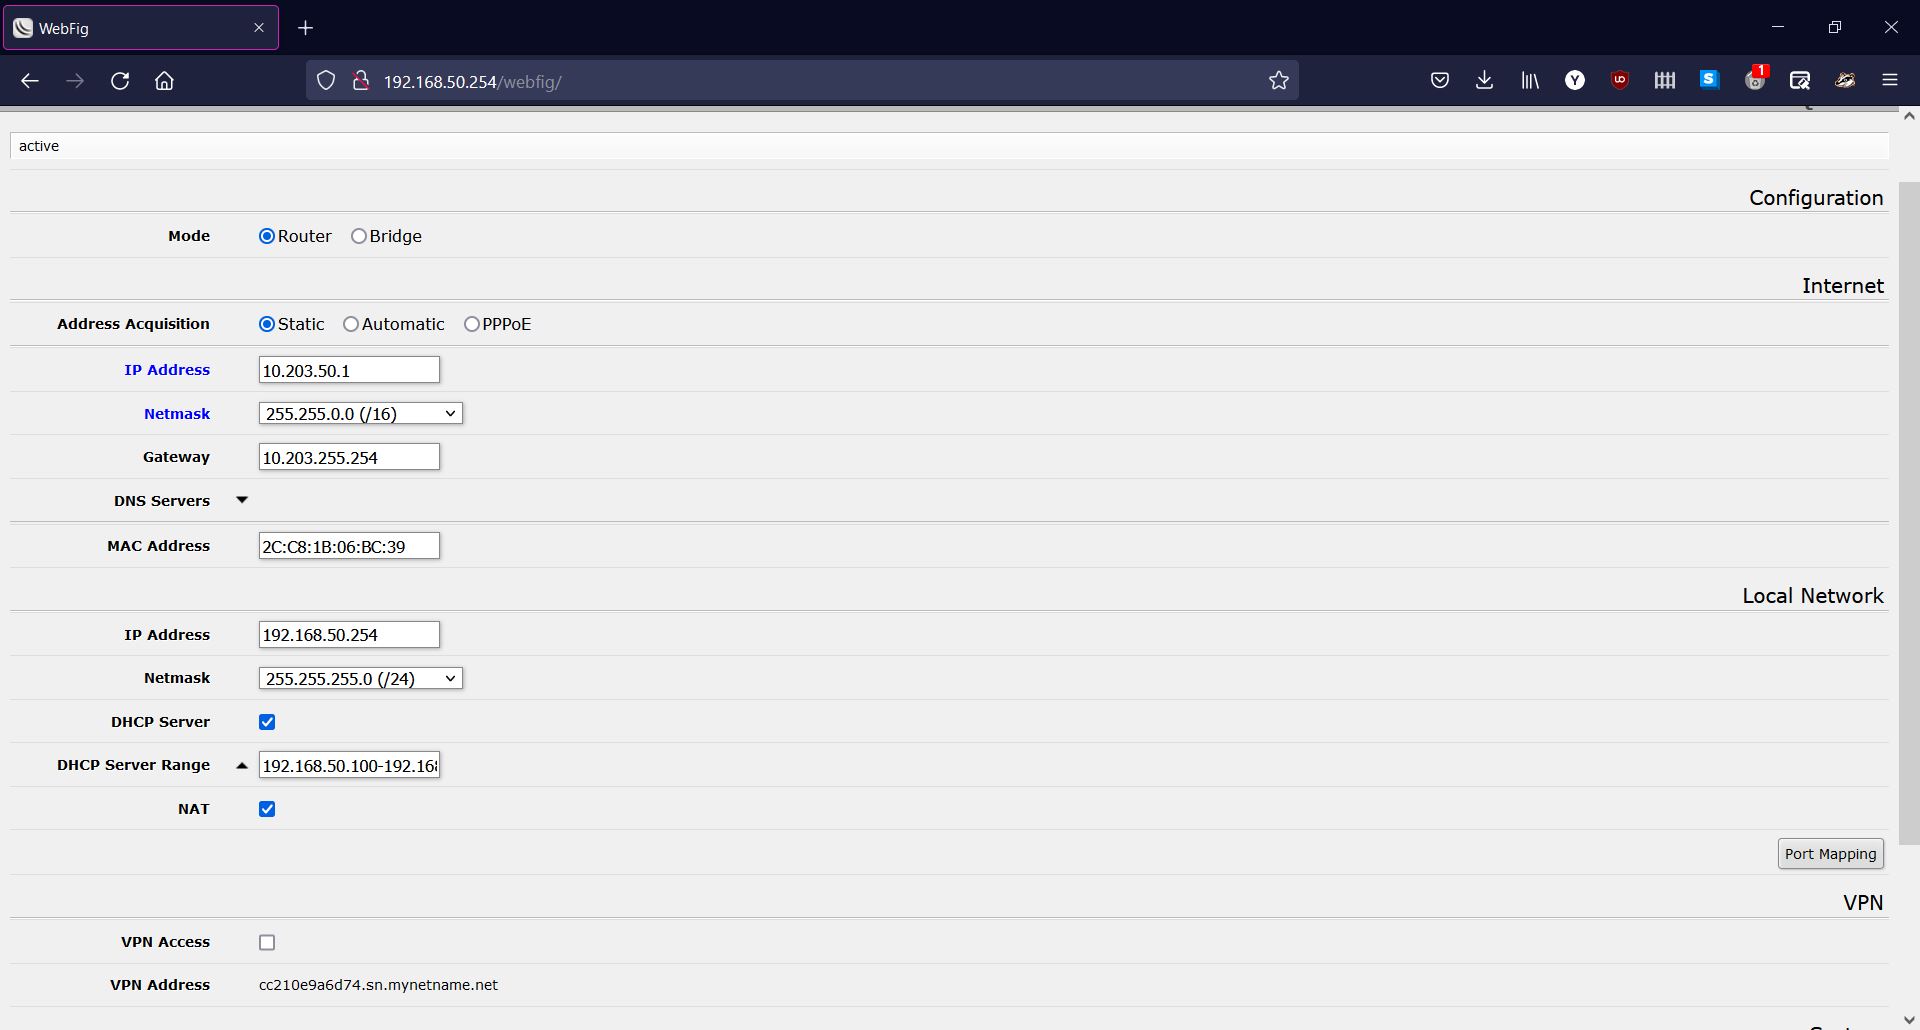 WebFig
192.168.50.254/webfig/
1
active
Configuration
Mode Router Bridge
Internet
Address Acquisition Static Automatic PPPoE
IP Address 10.203.50.1
Netmask 255.255.0.0 (/16)
Gateway 10.203.255.254
DNS Servers
MAC Address 2C:C8:1B:06:BC:39
Local Network
IP Address 192.168.50.254
Netmask 255.255.255.0 (/24)
DHCP Server
DHCP Server Range 192.168.50.100-192.168
NAT
Port Mapping
VPN
VPN Access
VPN Address cc210e9a6d74.sn.mynetname.net